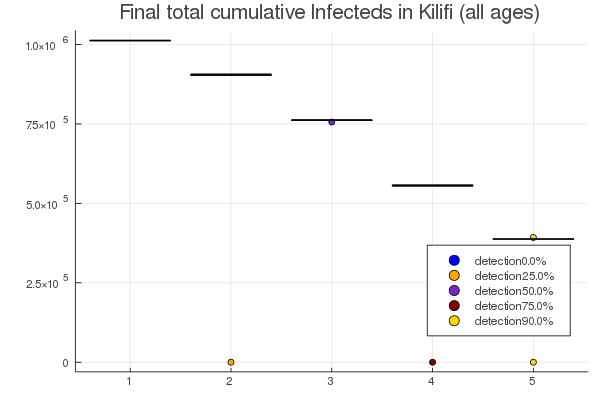 Final total cumulative Infecteds in Kilifi (all ages)
1.0×10⁶
7.5×10⁵
5.0×10⁵
2.5×10⁵
0
detection0.0%
detection25.0%
detection50.0%
detection75.0%
detection90.0%
1 2 3 4 5